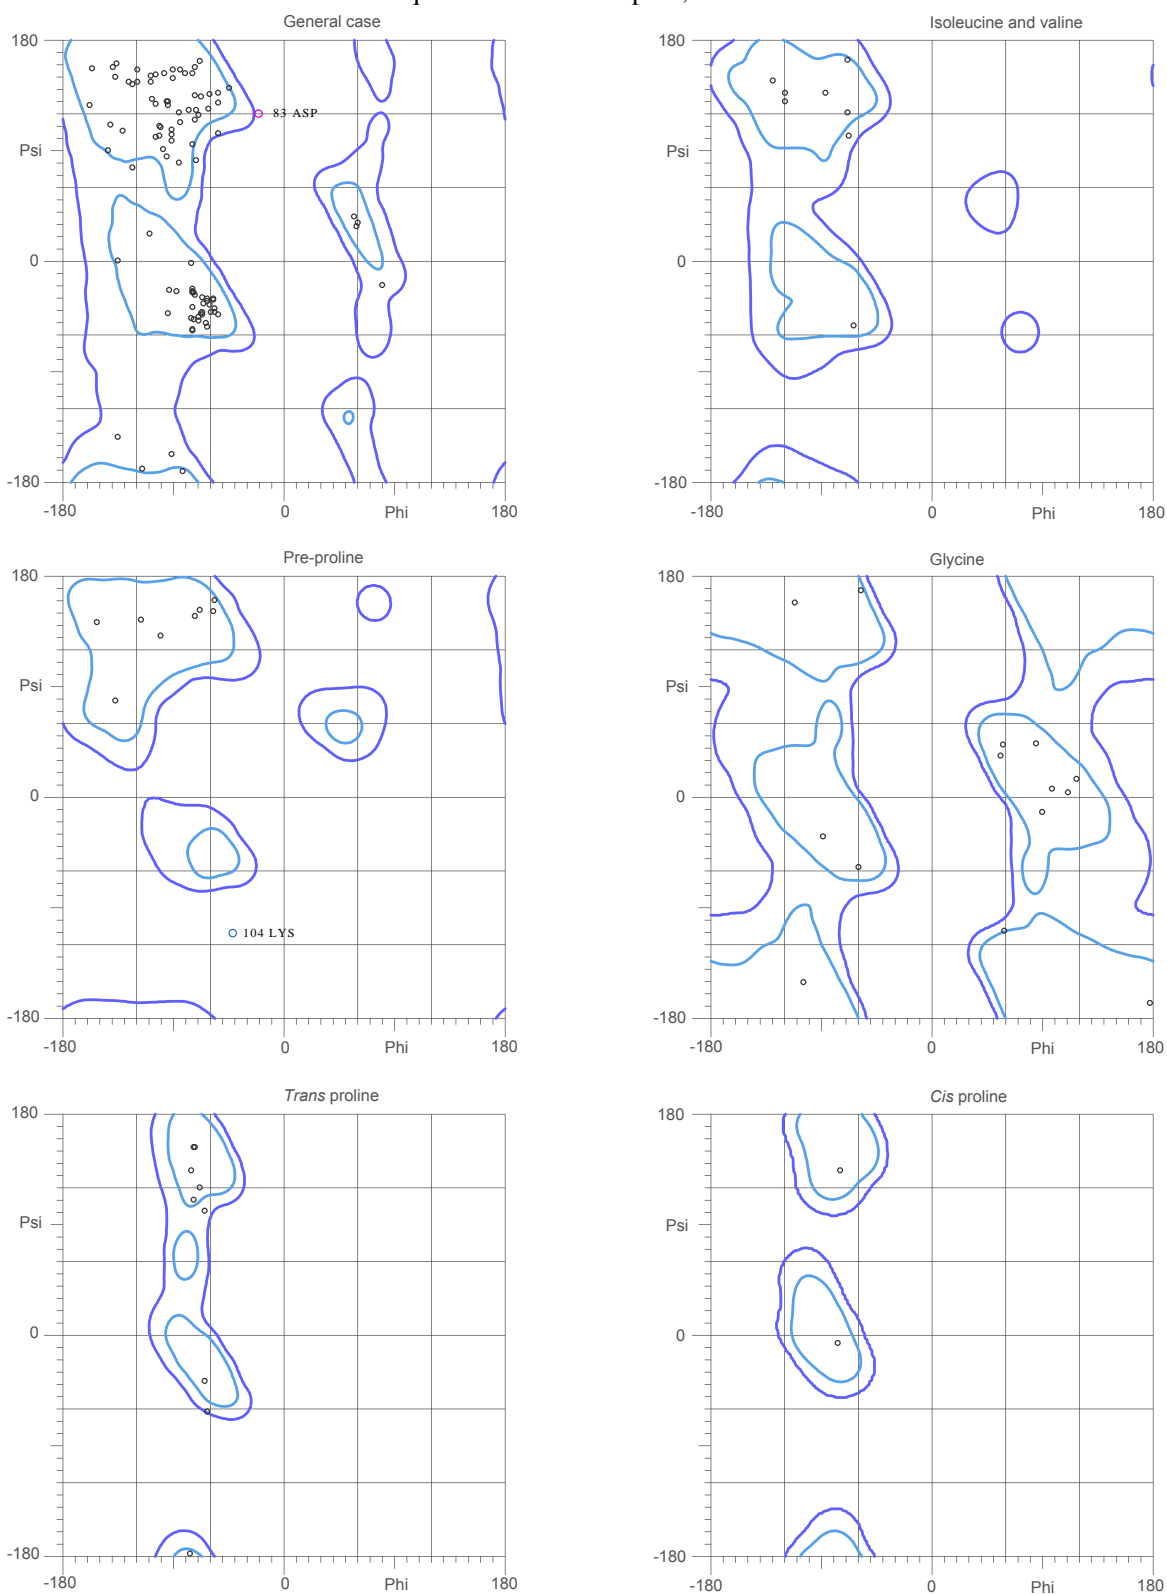 General case
180
Psi
0
-180
-180
0
Phi
180
83 ASP
Isoleucine and valine
180
Psi
0
-180
-180
0
Phi
180
Pre-proline
180
Psi
0
-180
-180
0
Phi
180
104 LYS
Glycine
180
Psi
0
-180
-180
0
Phi
180
Trans proline
180
Psi
0
-180
-180
0
Phi
180
Cis proline
180
Psi
0
-180
-180
0
Phi
180